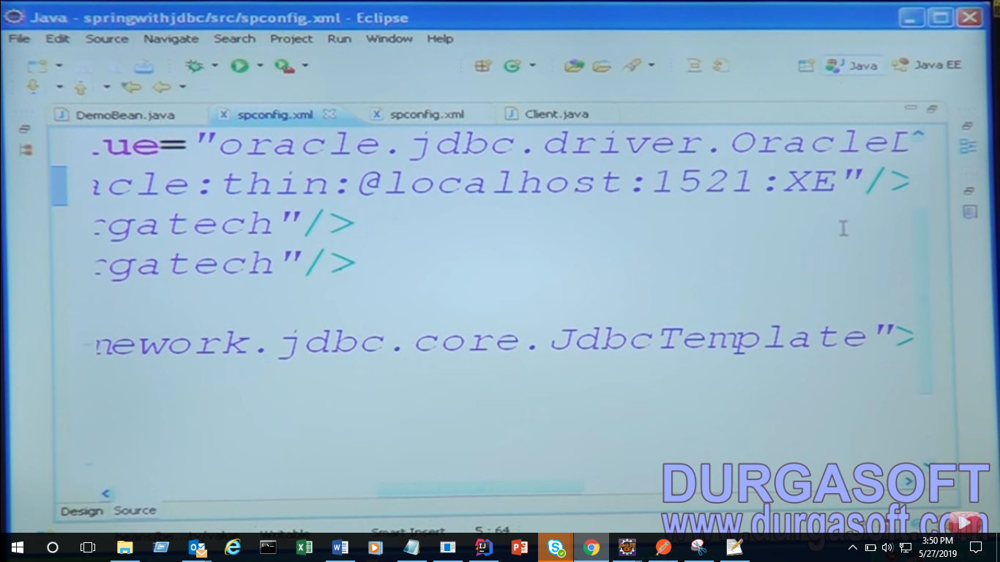 Java - springwithjdbc/src/spconfig.xml - Eclipse
File Edit Source Navigate Search Project Run Window Help
Java Java EE
DemoBean.java spconfig.xml spconfig.xml Client.java
ue="oracle.jdbc.driver.OracleD
acle:thin:@localhost:1521:XE"/>
rgatech"/>
rgatech"/>
mework.jdbc.core.JdbcTemplate">
DURGASOFT
www.durgasoft.com
Design Source
Writable Smart Insert 5 : 64
3:50 PM
5/27/2019